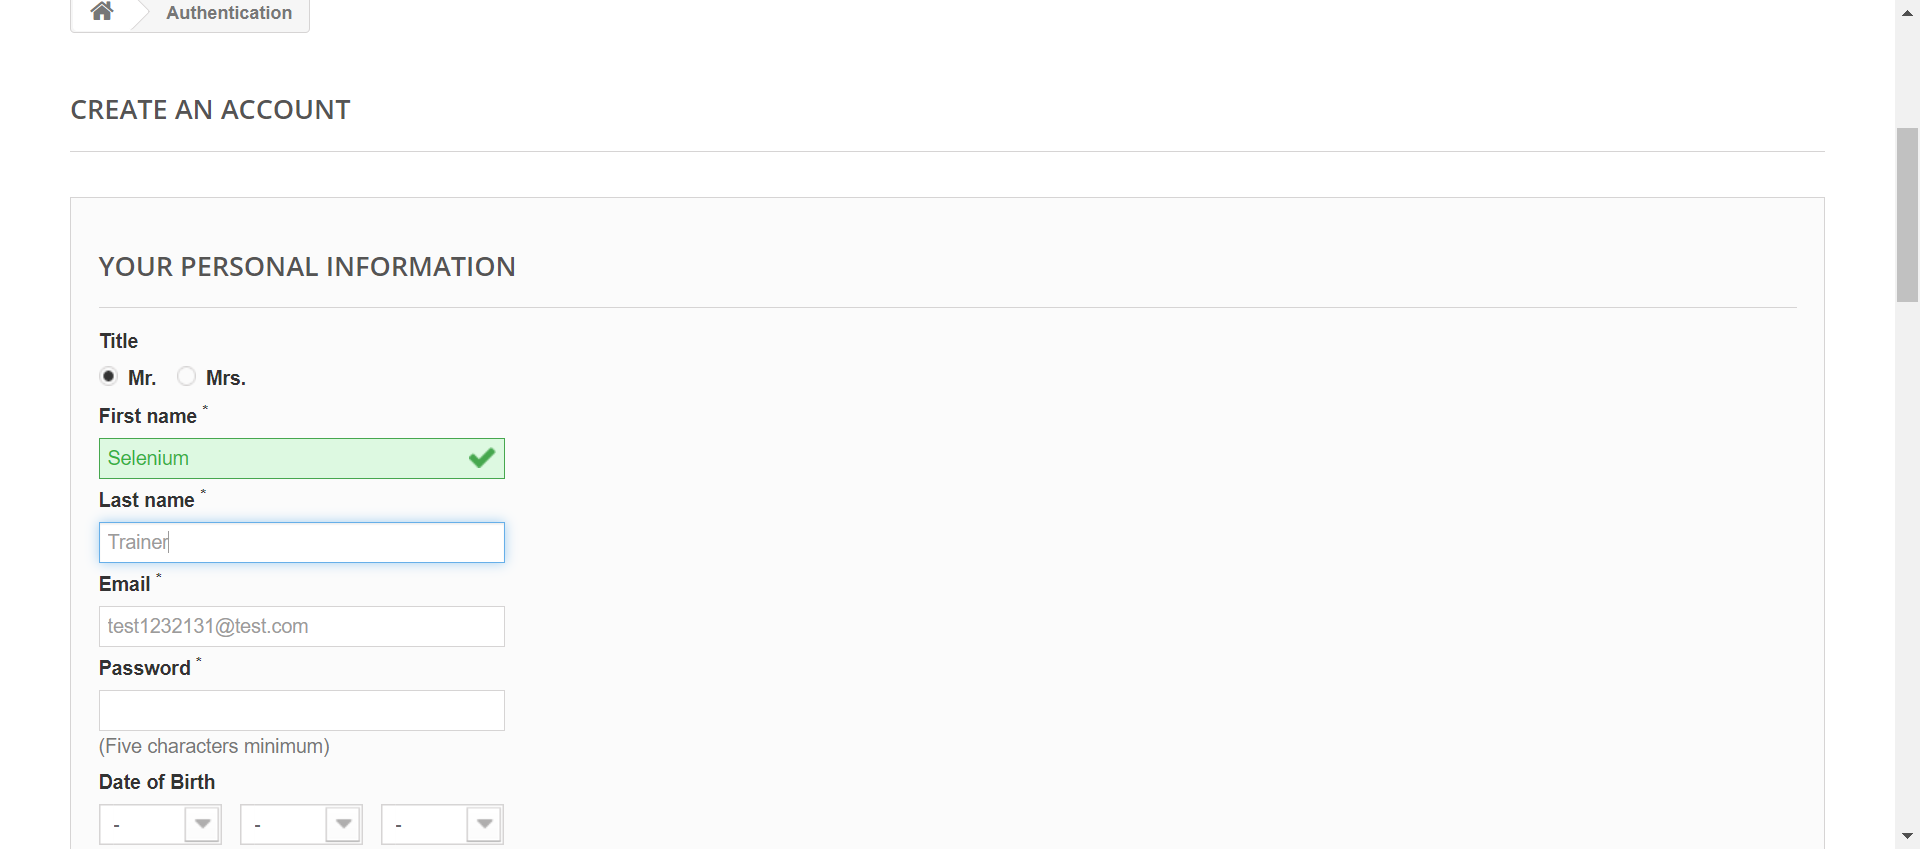 Authentication
CREATE AN ACCOUNT
YOUR PERSONAL INFORMATION
Title
Mr. Mrs.
First name *
Selenium
Last name *
Trainer
Email *
test1232131@test.com
Password *
(Five characters minimum)
Date of Birth
- - -